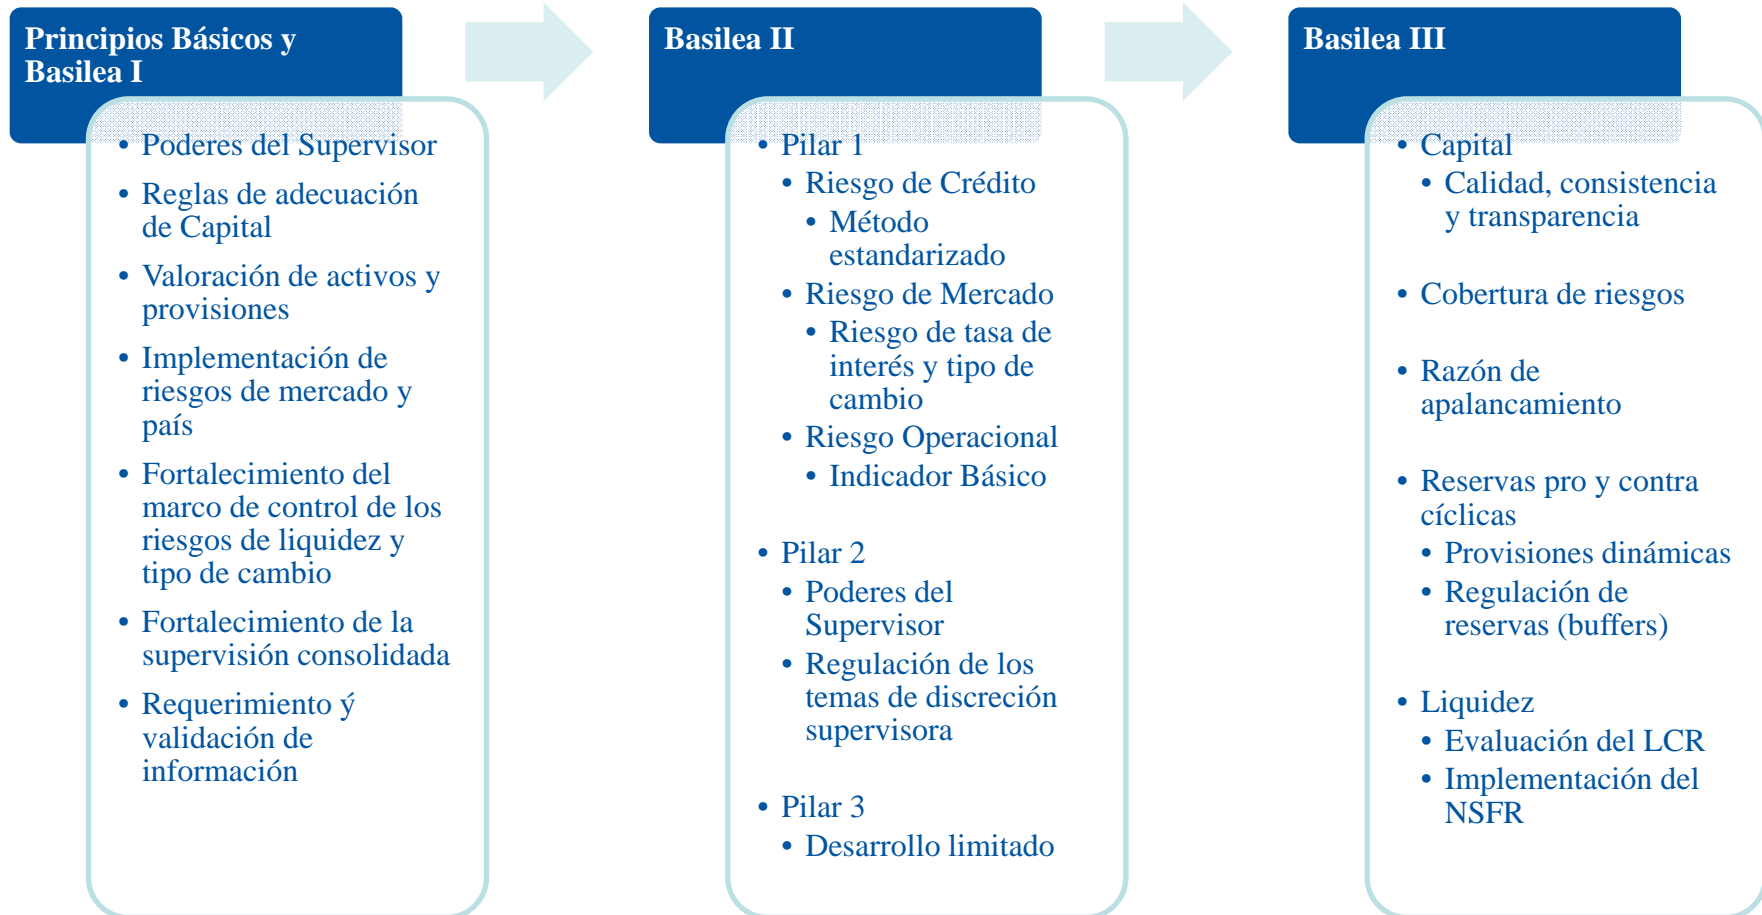 Principios Básicos y
Basilea I
• Poderes del Supervisor
• Reglas de adecuación
de Capital
• Valoración de activos y
provisiones
• Implementación de
riesgos de mercado y
país
• Fortalecimiento del
marco de control de los
riesgos de liquidez y
tipo de cambio
• Fortalecimiento de la
supervisión consolidada
• Requerimiento ý
validación de
información
Basilea II
• Pilar 1
• Riesgo de Crédito
• Método
estandarizado
• Riesgo de Mercado
• Riesgo de tasa de
interés y tipo de
cambio
• Riesgo Operacional
• Indicador Básico
• Pilar 2
• Poderes del
Supervisor
• Regulación de los
temas de discreción
supervisora
• Pilar 3
• Desarrollo limitado
Basilea III
• Capital
• Calidad, consistencia
y transparencia
• Cobertura de riesgos
• Razón de
apalancamiento
• Reservas pro y contra
cíclicas
• Provisiones dinámicas
• Regulación de
reservas (buffers)
• Liquidez
• Evaluación del LCR
• Implementación del
NSFR